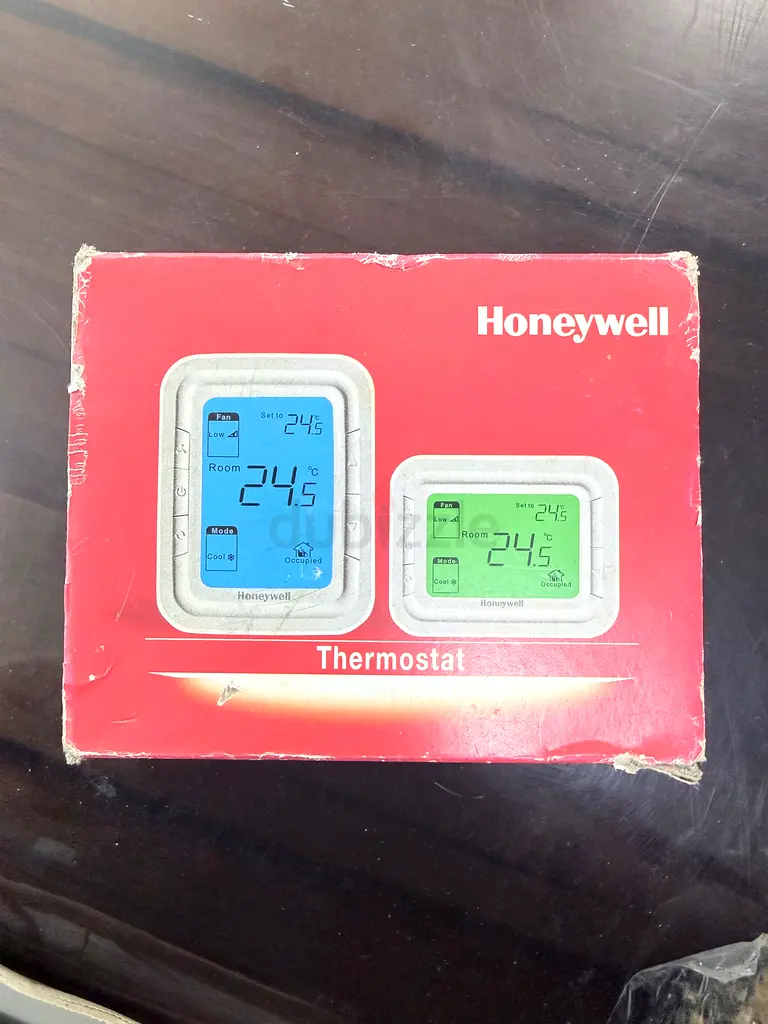 Honeywell
Fan
Low
Set to 24.5 °C
Room
24.5 °C
Mode
Cool
Occupied
Honeywell
Fan
Low
Set to 24.5 °C
Room
24.5 °C
Mode
Cool
Occupied
Honeywell
Thermostat
dubizzle